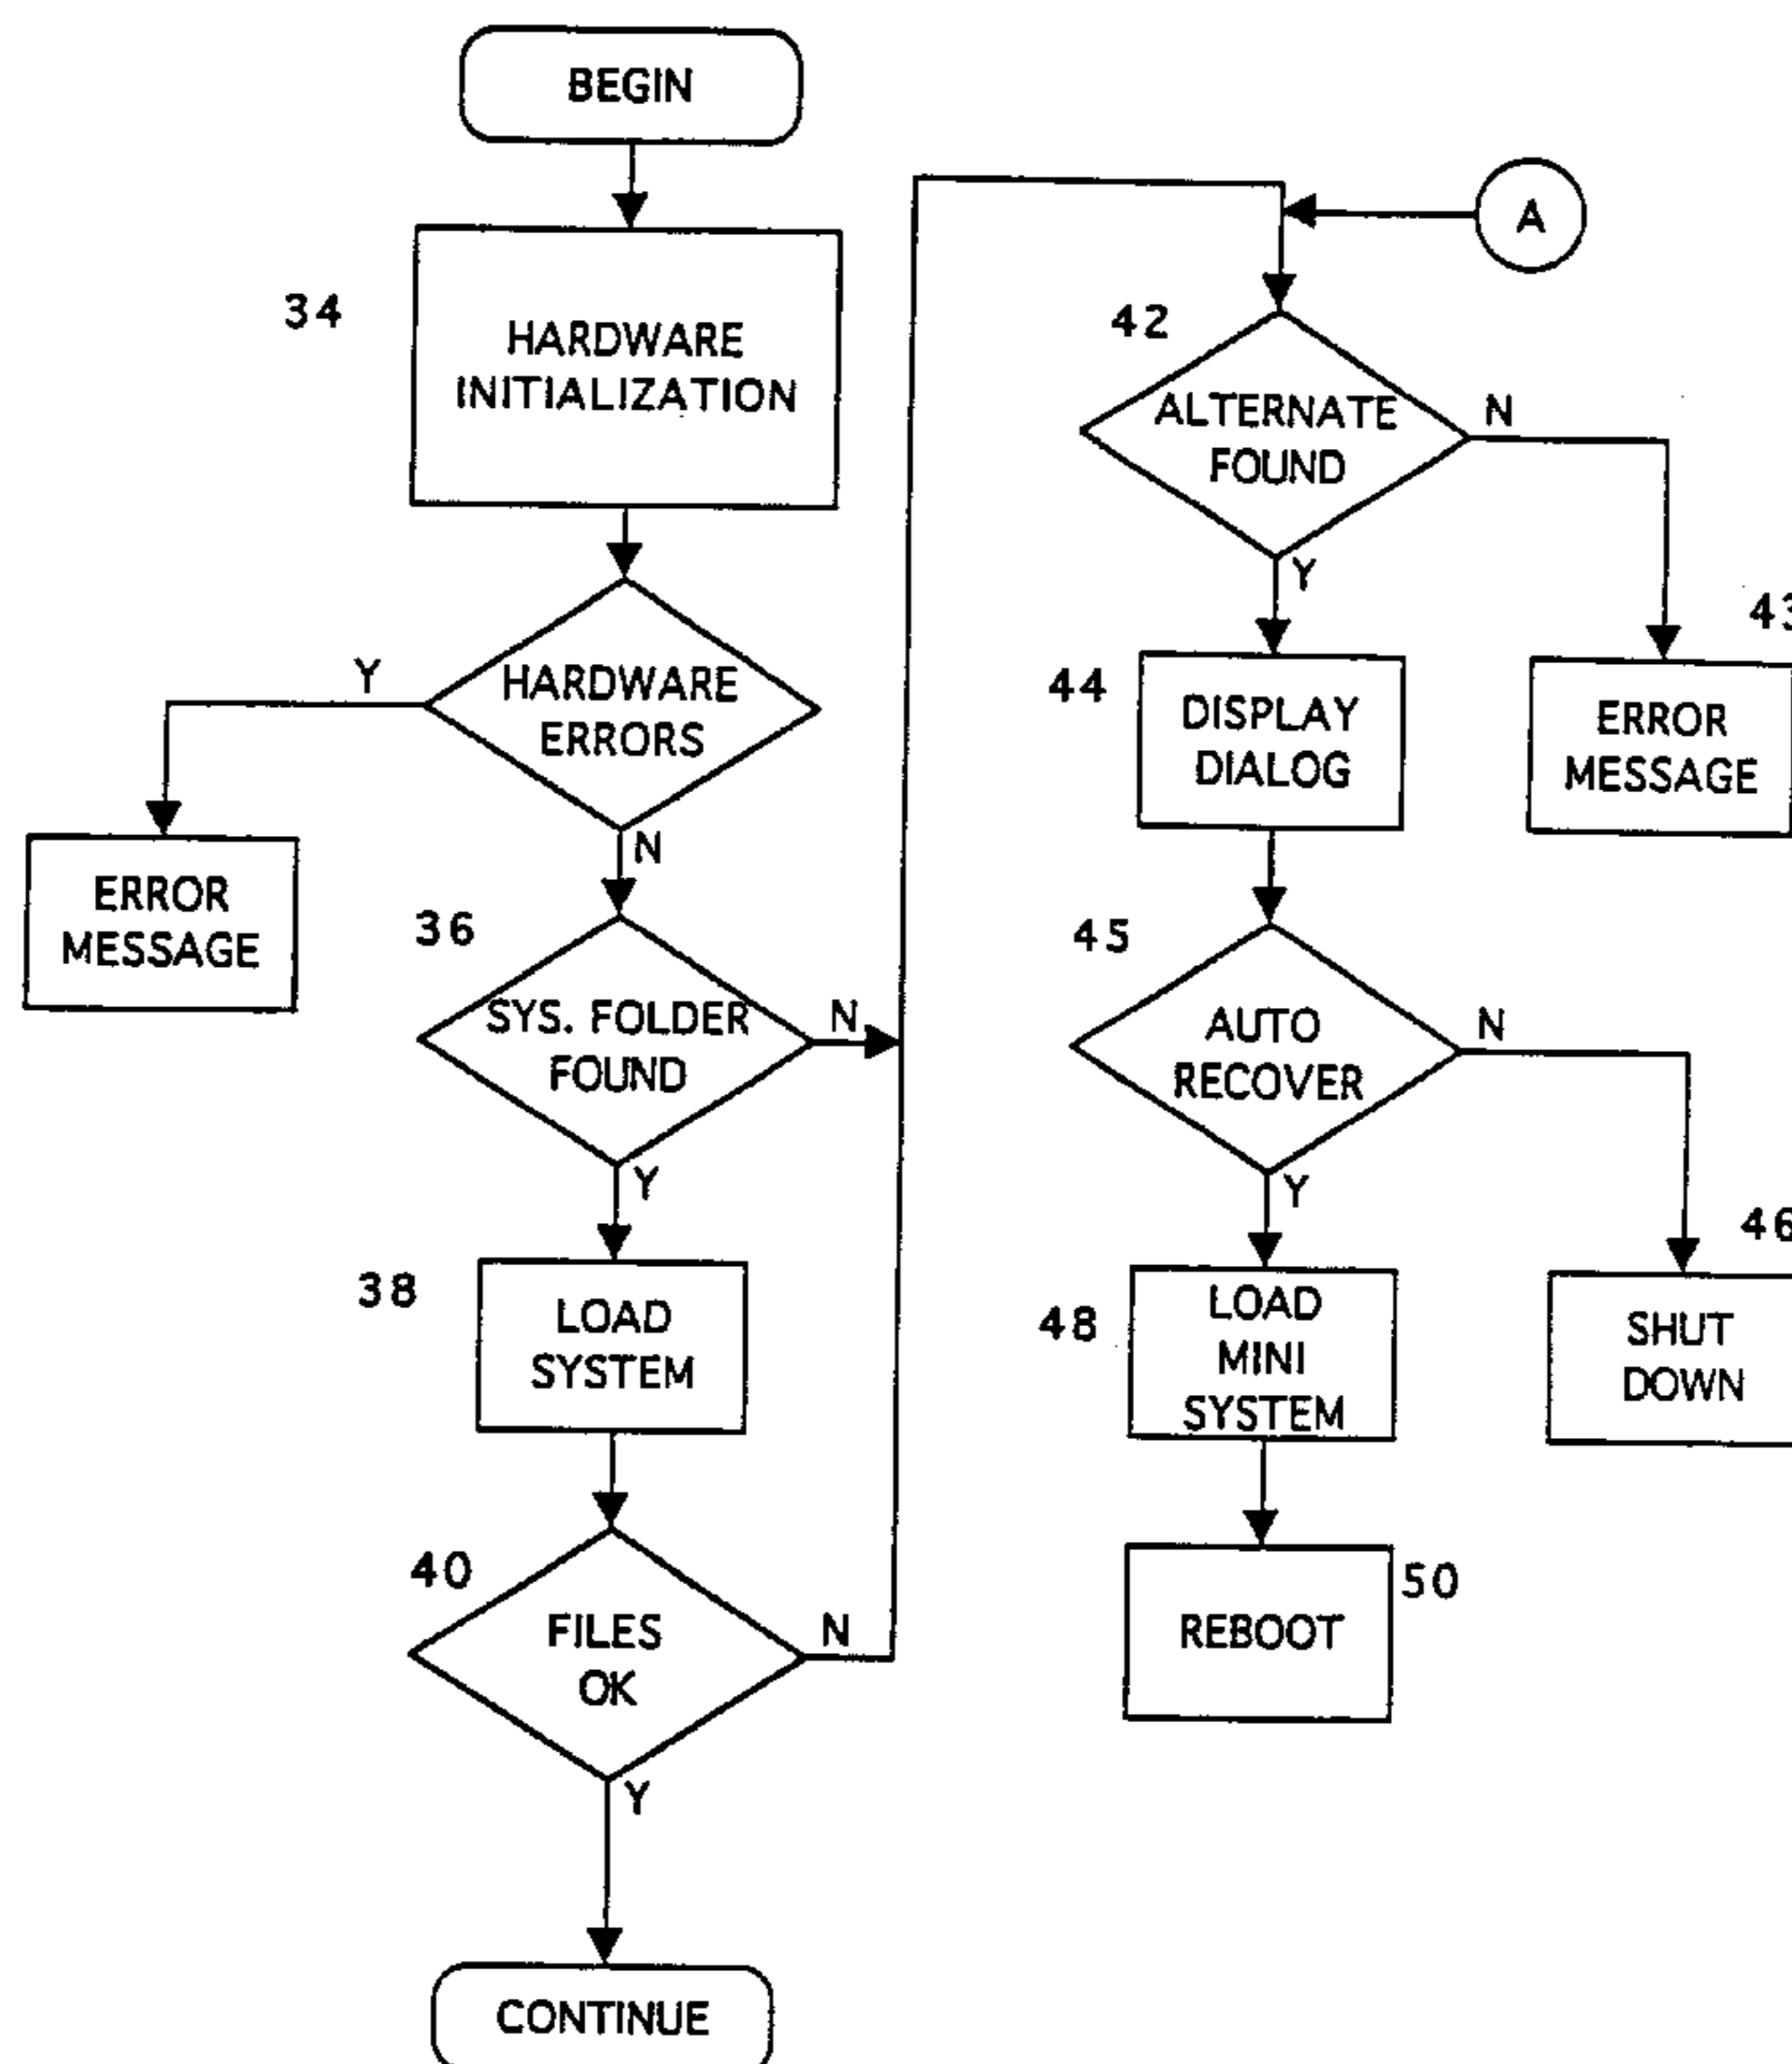 BEGIN
34
HARDWARE
INITIALIZATION
HARDWARE
ERRORS
Y
N
ERROR
MESSAGE
36
SYS. FOLDER
FOUND
N
Y
38
LOAD
SYSTEM
40
FILES
OK
N
Y
CONTINUE
A
42
ALTERNATE
FOUND
N
Y
43
ERROR
MESSAGE
44
DISPLAY
DIALOG
45
AUTO
RECOVER
N
Y
46
SHUT
DOWN
48
LOAD
MINI
SYSTEM
50
REBOOT